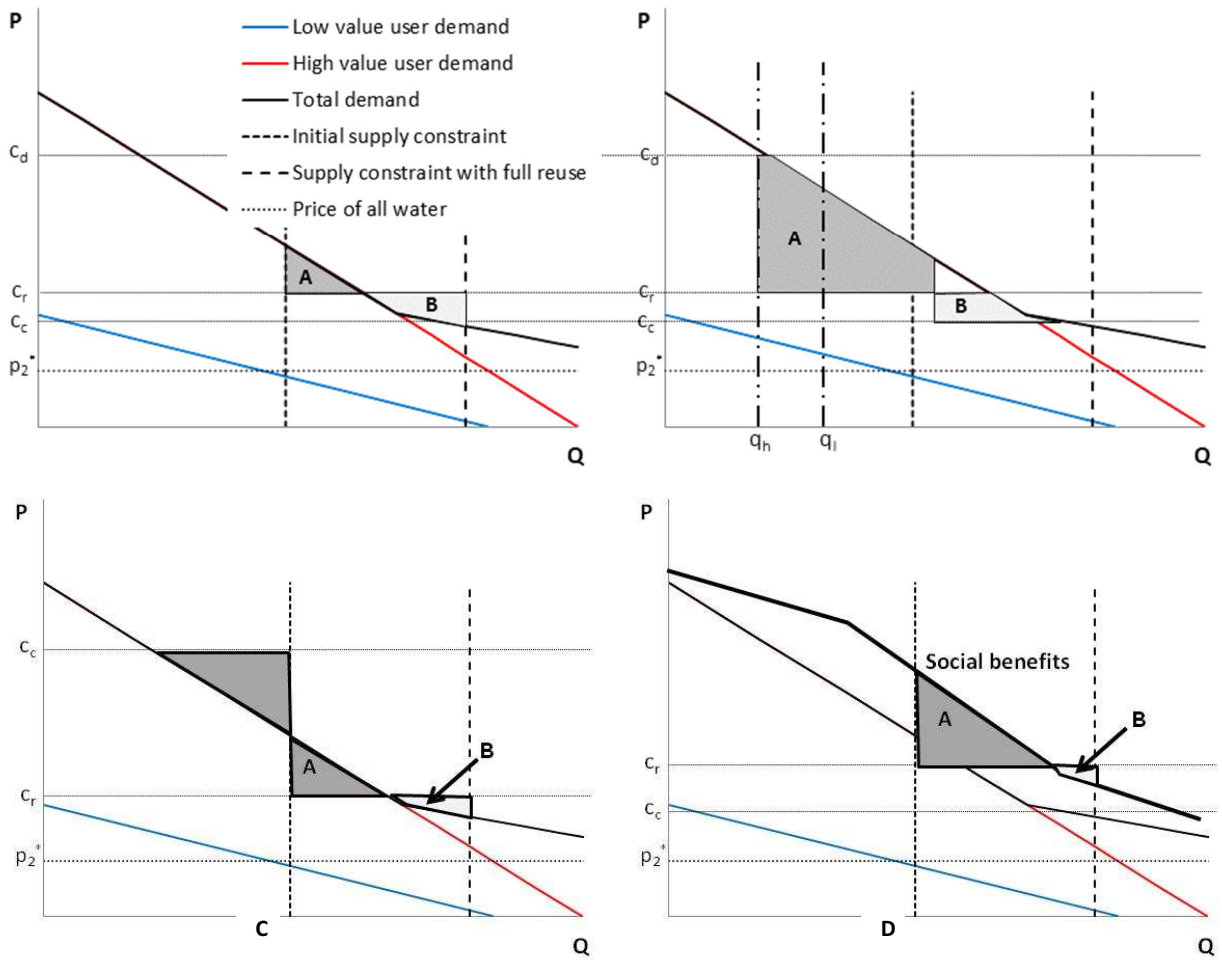 P
Low value user demand
High value user demand
Total demand
Initial supply constraint
Supply constraint with full reuse
Price of all water
c_d
A
B
c_r
c_c
p_2*
Q
P
c_d
A
B
c_r
c_c
p_2*
q_h
q_l
Q
P
c_c
A
B
c_r
p_2*
C
Q
P
Social benefits
A
B
c_r
c_c
p_2*
D
Q